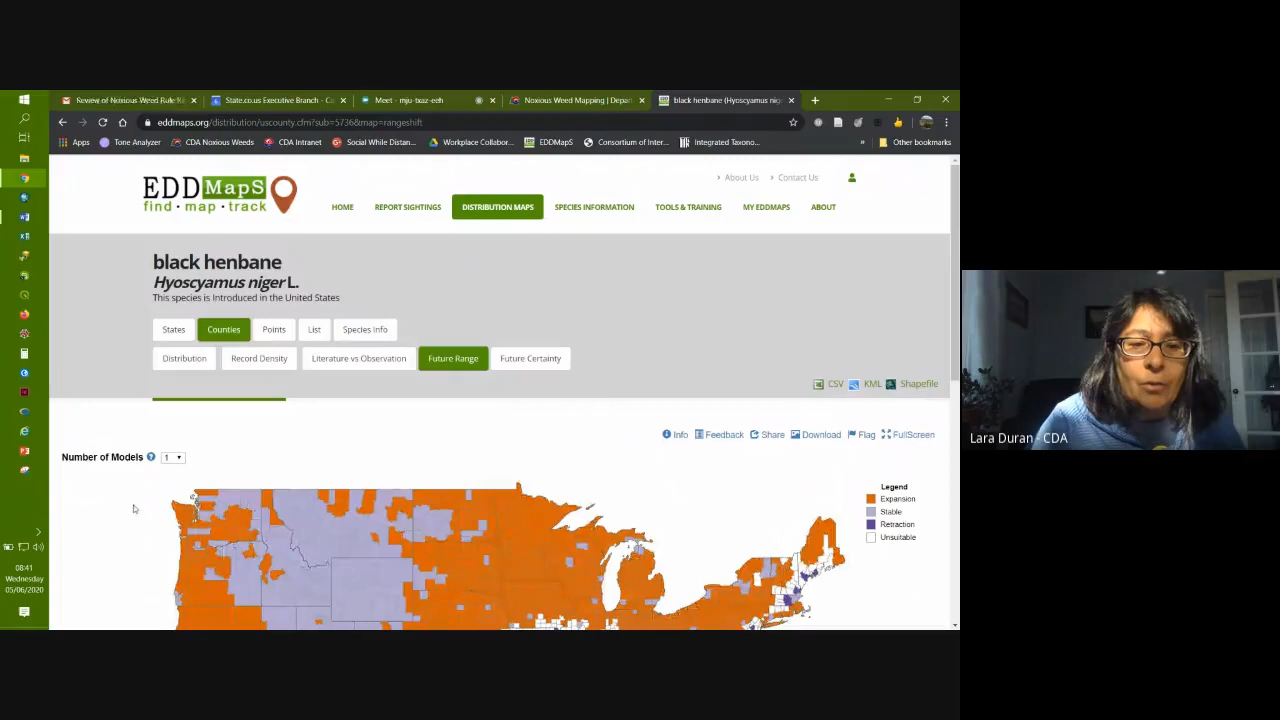 Review of Noxious Weed Rule
State.co.us Executive Branch - Ca
Meet - mju-txaz-eeh
Noxious Weed Mapping | Depar
black henbane (Hyoscyamus nig
eddmaps.org/distribution/uscounty.cfm?sub=5736&map=rangeshift
Apps Tone Analyzer CDA Noxious Weeds CDA Intranet Social While Distan... Workplace Collabor... EDDMapS Consortium of Inter... Integrated Taxono... » Other bookmarks
EDDMapS
find • map • track
About Us Contact Us
HOME REPORT SIGHTINGS DISTRIBUTION MAPS SPECIES INFORMATION TOOLS & TRAINING MY EDDMAPS ABOUT
black henbane
Hyoscyamus niger L.
This species is Introduced in the United States
States Counties Points List Species Info
Distribution Record Density Literature vs Observation Future Range Future Certainty
CSV KML Shapefile
Info Feedback Share Download Flag FullScreen
Number of Models ? 1
Legend
Expansion
Stable
Retraction
Unsuitable
Lara Duran - CDA
08:41
Wednesday
05/06/2020